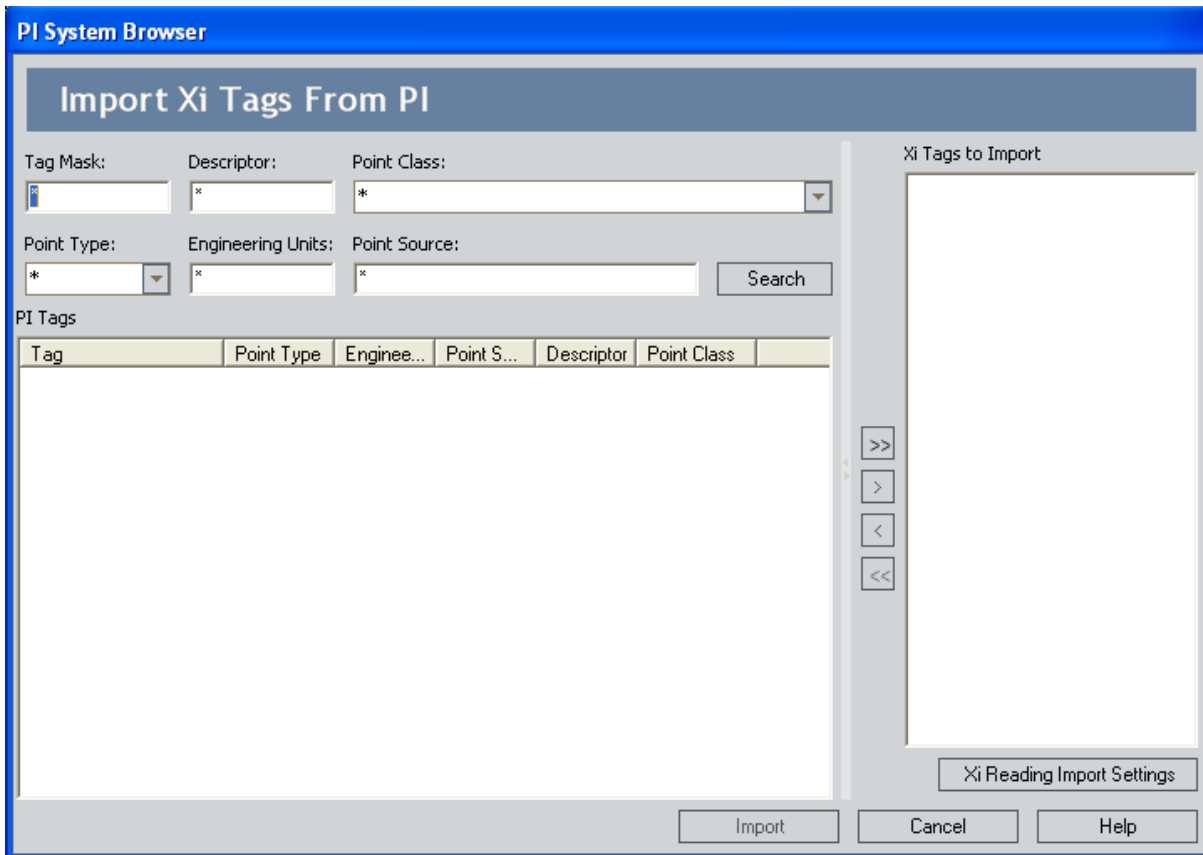 PI System Browser
Import Xi Tags From PI
Tag Mask: Descriptor: Point Class:
* * *
Point Type: Engineering Units: Point Source:
* * * Search
PI Tags
Tag Point Type Enginee... Point S... Descriptor Point Class
Xi Tags to Import
>>
>
<
<<
Xi Reading Import Settings
Import Cancel Help